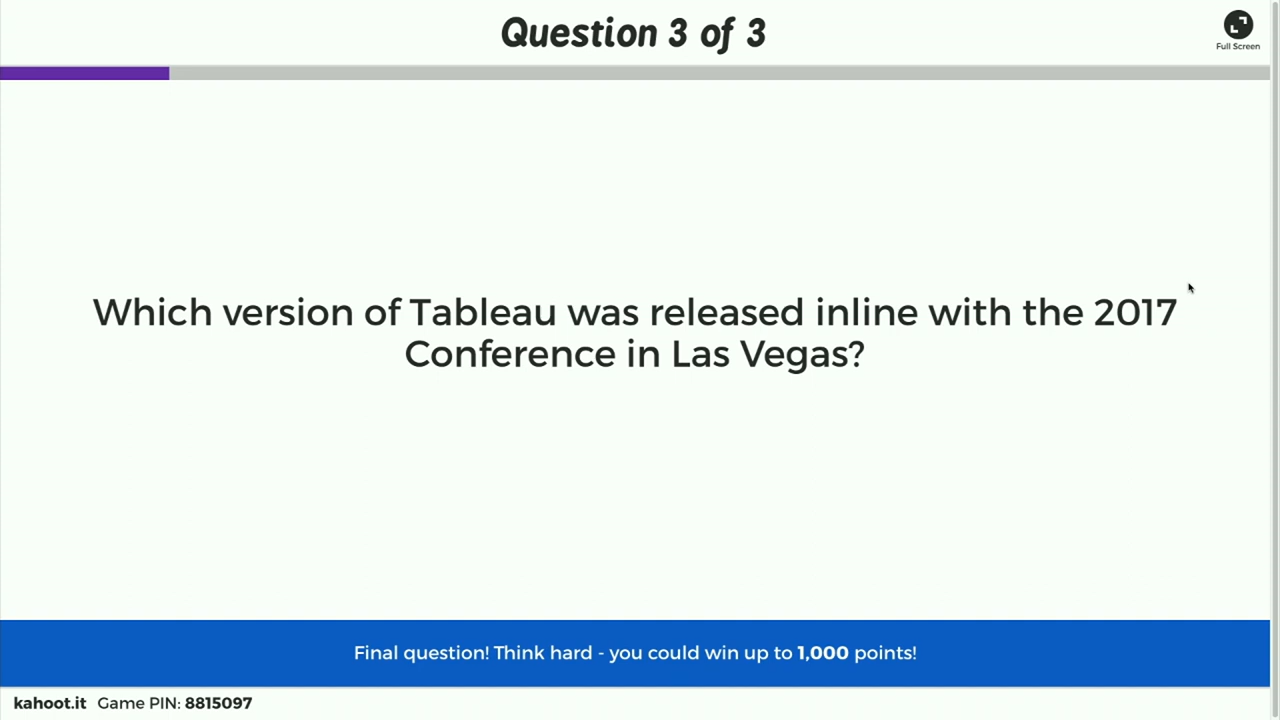 Question 3 of 3
Full Screen
Which version of Tableau was released inline with the 2017
Conference in Las Vegas?
Final question! Think hard - you could win up to 1,000 points!
kahoot.it Game PIN: 8815097